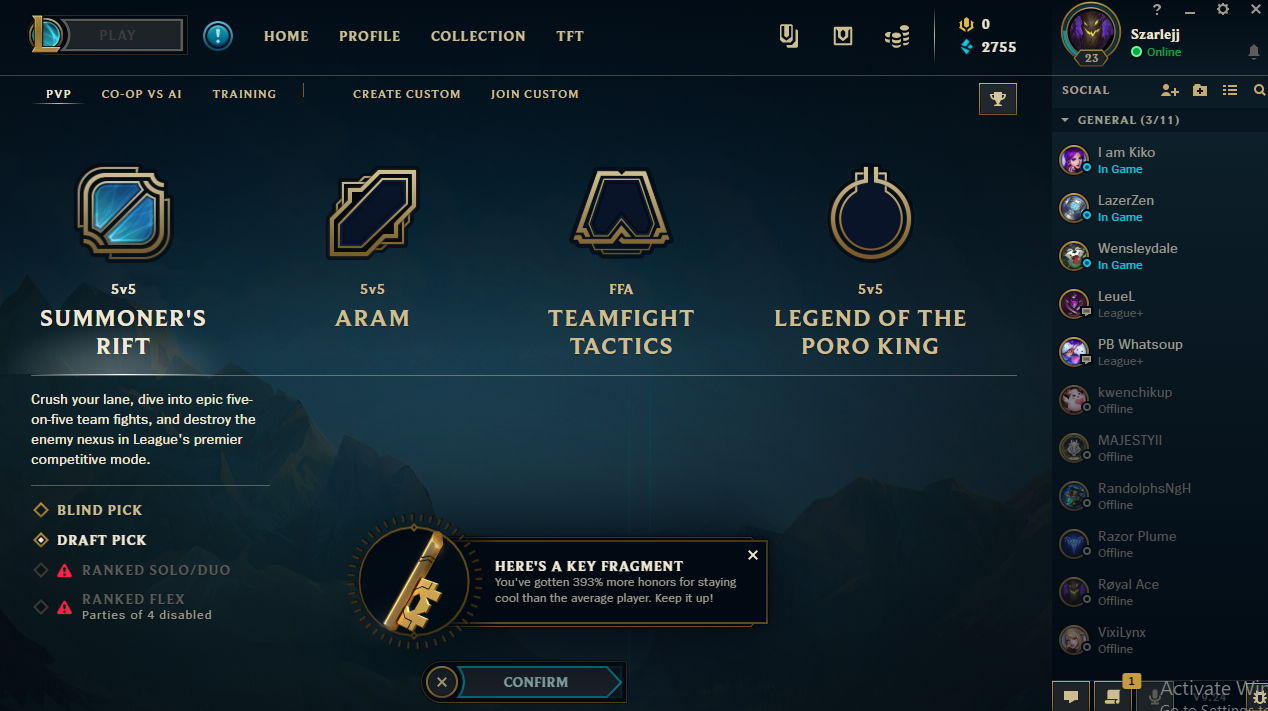 PLAY
HOME
PROFILE
COLLECTION
TFT
0
2755
23
Szarlejj
Online
PVP
CO-OP VS AI
TRAINING
CREATE CUSTOM
JOIN CUSTOM
SOCIAL
GENERAL (3/11)
5v5
SUMMONER'S
RIFT
5v5
ARAM
FFA
TEAMFIGHT
TACTICS
5v5
LEGEND OF THE
PORO KING
Crush your lane, dive into epic five-
on-five team fights, and destroy the
enemy nexus in League's premier
competitive mode.
BLIND PICK
DRAFT PICK
RANKED SOLO/DUO
RANKED FLEX
Parties of 4 disabled
HERE'S A KEY FRAGMENT
You've gotten 393% more honors for staying
cool than the average player. Keep it up!
CONFIRM
I am Kiko
In Game
LazerZen
In Game
Wensleydale
In Game
LeueL
League+
PB Whatsoup
League+
kwenchikup
Offline
MAJESTYII
Offline
RandolphsNgH
Offline
Razor Plume
Offline
Røyal Ace
Offline
VixiLynx
Offline
1
V9.24
Activate Win
Go to Settings to